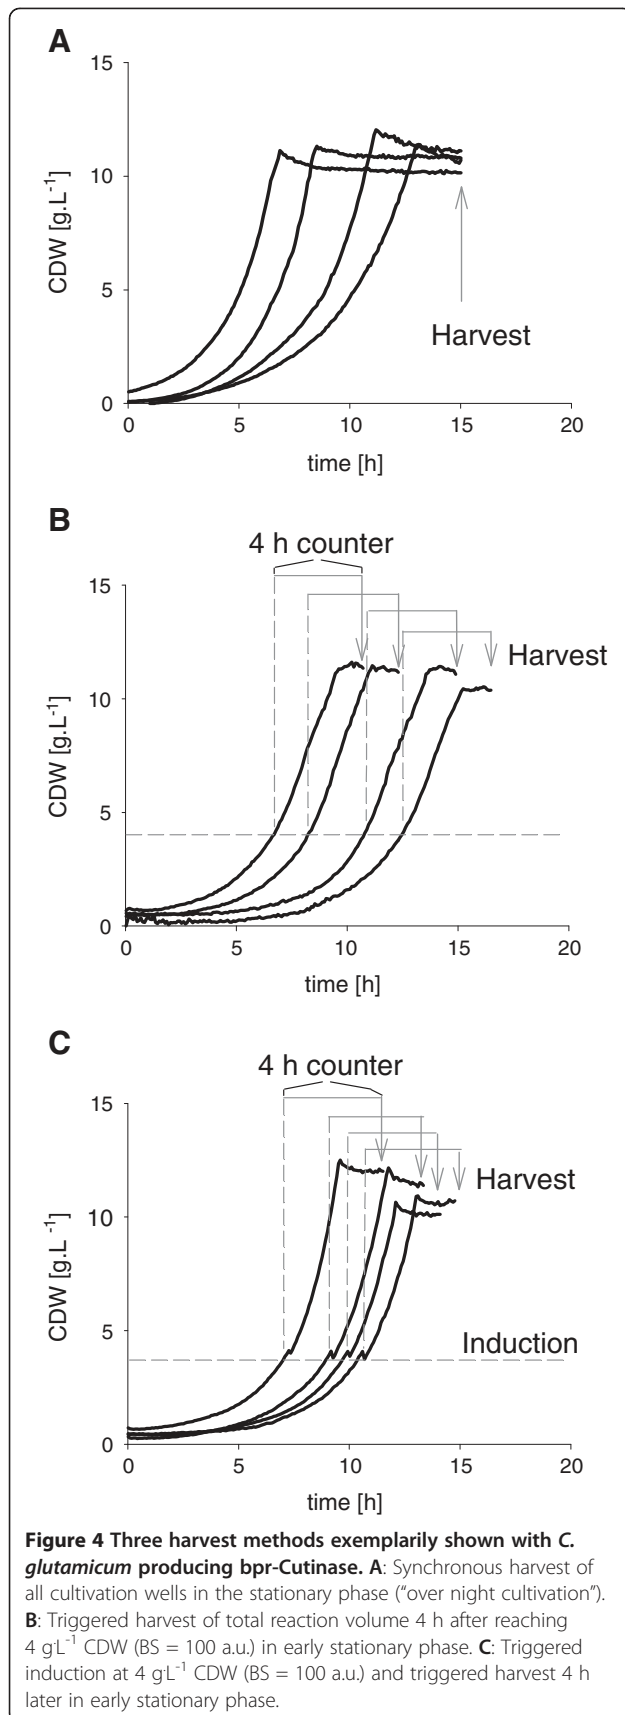 A
15
10
5
0
CDW [g.L⁻¹]
Harvest
0 5 10 15 20
time [h]
B
4 h counter
15
10
5
0
CDW [g.L⁻¹]
Harvest
0 5 10 15 20
time [h]
C
4 h counter
15
10
5
0
CDW [g.L⁻¹]
Harvest
Induction
0 5 10 15 20
time [h]
Figure 4 Three harvest methods exemplarily shown with C.
glutamicum producing bpr-Cutinase. A: Synchronous harvest of
all cultivation wells in the stationary phase (“over night cultivation”).
B: Triggered harvest of total reaction volume 4 h after reaching
4 g·L⁻¹ CDW (BS = 100 a.u.) in early stationary phase. C: Triggered
induction at 4 g·L⁻¹ CDW (BS = 100 a.u.) and triggered harvest 4 h
later in early stationary phase.